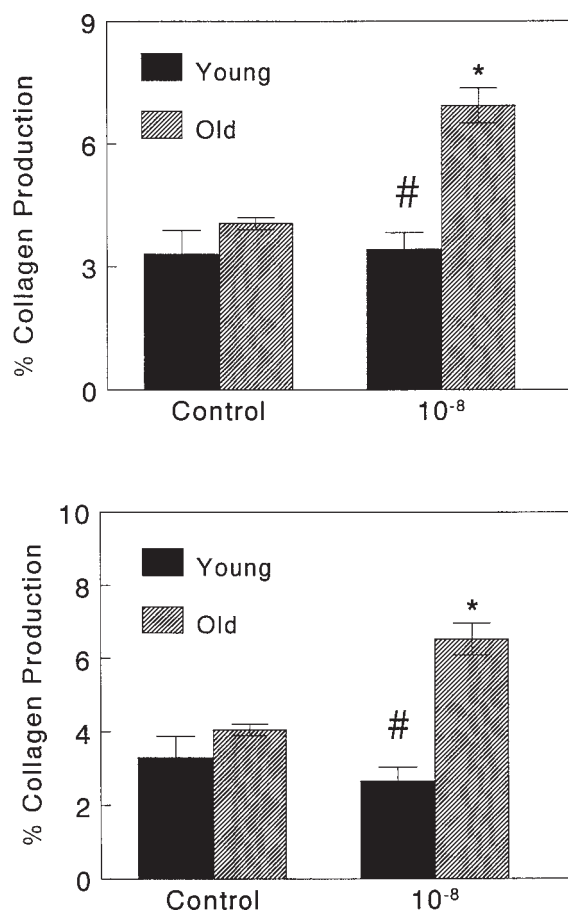 9
Young
*
Old
6
#
3
0
Control
10⁻⁸
% Collagen Production
10
Young
8
Old
*
6
#
4
2
0
Control
10⁻⁸
% Collagen Production